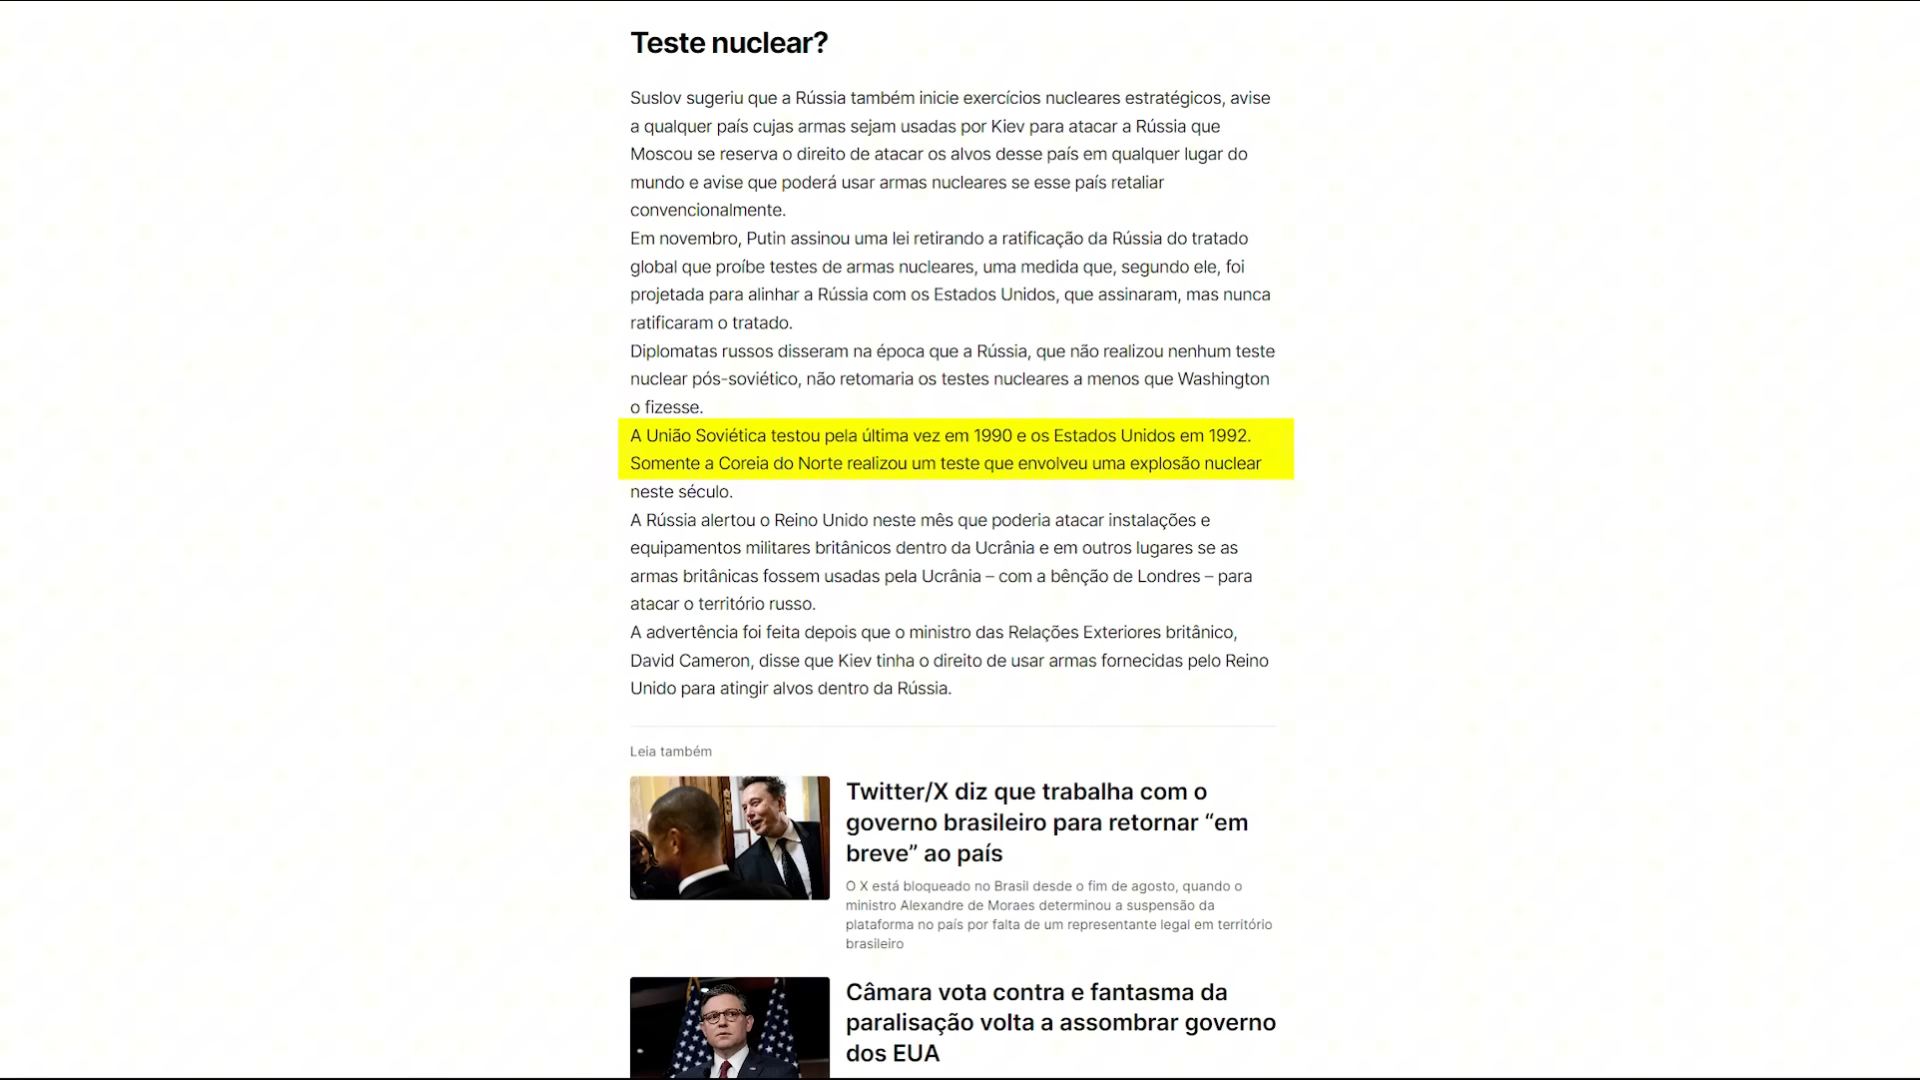 Teste nuclear?
Suslov sugeriu que a Rússia também inicie exercícios nucleares estratégicos, avise
a qualquer país cujas armas sejam usadas por Kiev para atacar a Rússia que
Moscou se reserva o direito de atacar os alvos desse país em qualquer lugar do
mundo e avise que poderá usar armas nucleares se esse país retaliar
convencionalmente.
Em novembro, Putin assinou uma lei retirando a ratificação da Rússia do tratado
global que proíbe testes de armas nucleares, uma medida que, segundo ele, foi
projetada para alinhar a Rússia com os Estados Unidos, que assinaram, mas nunca
ratificaram o tratado.
Diplomatas russos disseram na época que a Rússia, que não realizou nenhum teste
nuclear pós-soviético, não retomaria os testes nucleares a menos que Washington
o fizesse.
A União Soviética testou pela última vez em 1990 e os Estados Unidos em 1992.
Somente a Coreia do Norte realizou um teste que envolveu uma explosão nuclear
neste século.
A Rússia alertou o Reino Unido neste mês que poderia atacar instalações e
equipamentos militares britânicos dentro da Ucrânia e em outros lugares se as
armas britânicas fossem usadas pela Ucrânia – com a bênção de Londres – para
atacar o território russo.
A advertência foi feita depois que o ministro das Relações Exteriores britânico,
David Cameron, disse que Kiev tinha o direito de usar armas fornecidas pelo Reino
Unido para atingir alvos dentro da Rússia.
Leia também
Twitter/X diz que trabalha com o
governo brasileiro para retornar “em
breve” ao país
O X está bloqueado no Brasil desde o fim de agosto, quando o
ministro Alexandre de Moraes determinou a suspensão da
plataforma no país por falta de um representante legal em território
brasileiro
Câmara vota contra e fantasma da
paralisação volta a assombrar governo
dos EUA